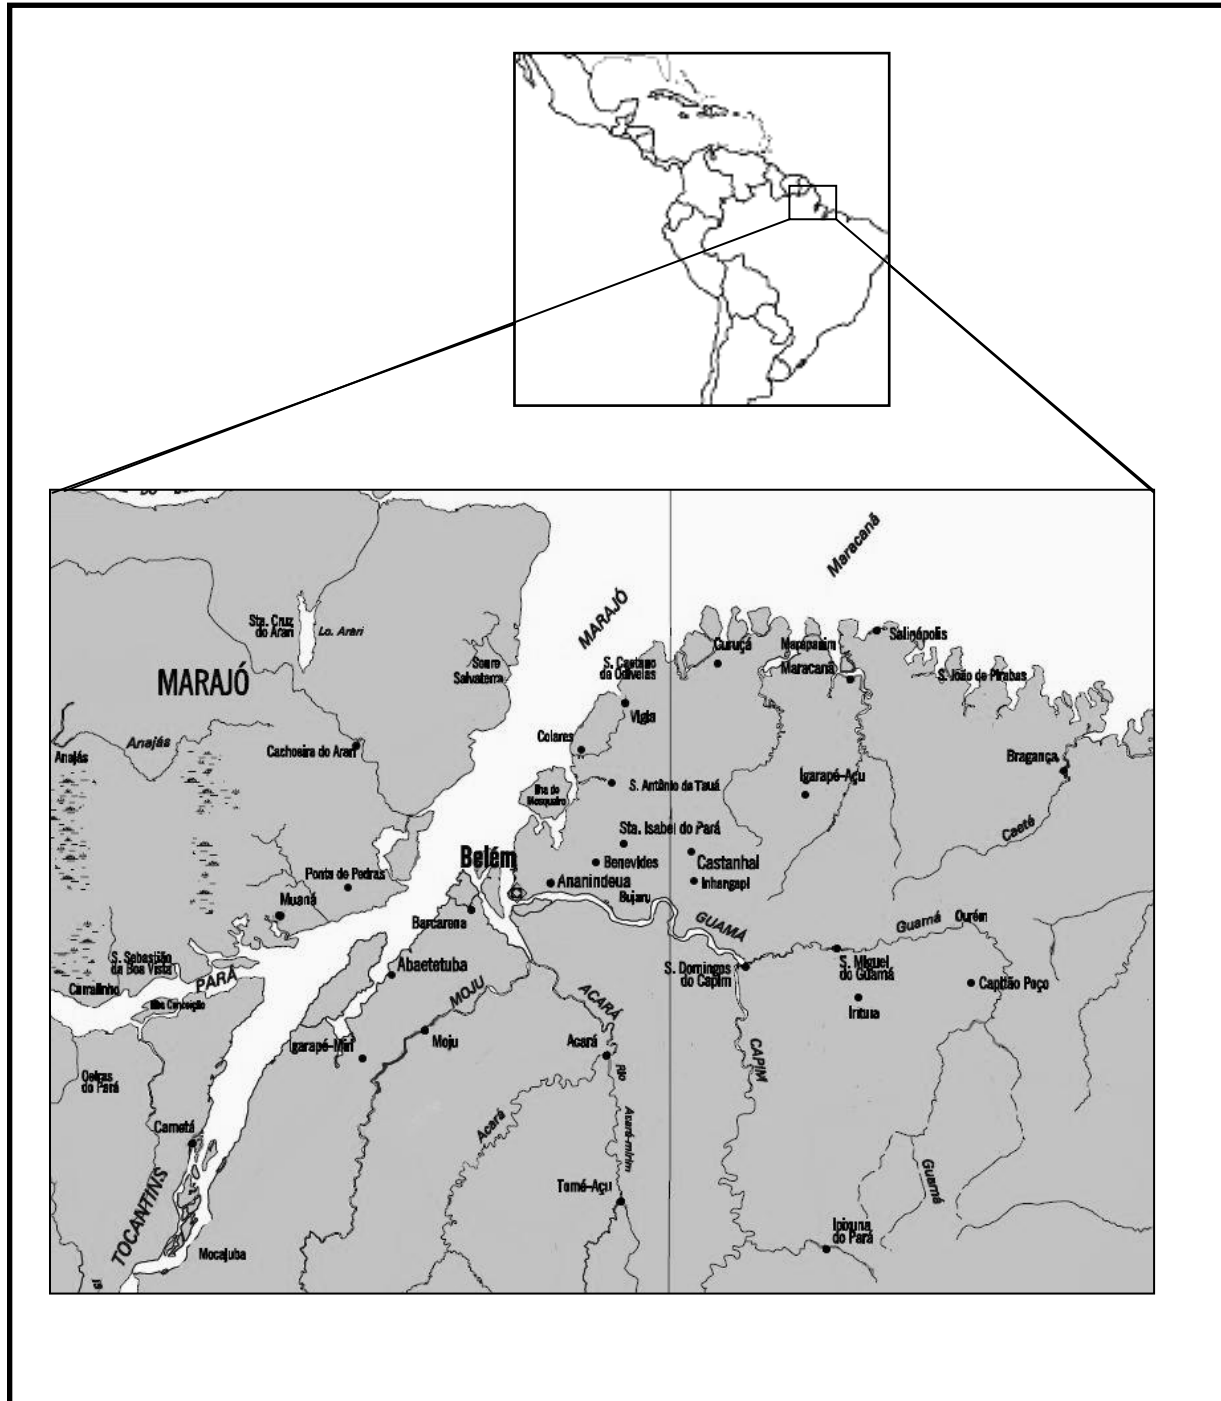 Maracanã
MARAJÓ
Sta. Cruz
do Arari
Lo. Arari
Salinópolis
Curuçá
Marapanim
Maracanã
S. João de Pirabas
Soure
Salvaterra
S. Caetano
da Odivelas
MARAJÓ
Vigia
Anajás
Anajás
Cachoeira do Arari
Colares
Bragança
S. Antônio do Tauá
Igarapé-Açu
Ilha do
Mosqueiro
Sta. Isabel do Pará
Caeté
Belém
Benevides
Castanhal
Ponta de Pedras
Ananindeua
Inhangapi
Muaná
Bujaru
Barcarena
GUAMÁ
Guamá
Ourém
S. Sebastião
da Boa Vista
Abaetetuba
S. Domingos
do Capim
S. Miguel
do Guamá
Capitão Poço
PARÁ
Curralinho
MOJU
ACARÁ
Ilha Conceição
Irituia
Igarapé-Miri
Moju
Acará
CAPIM
Oeiras
do Pará
Rio
Acará-mirim
Acará
Cametá
TOCANTINS
Guamá
Tomé-Açu
Ipixuna
do Pará
Mocajuba